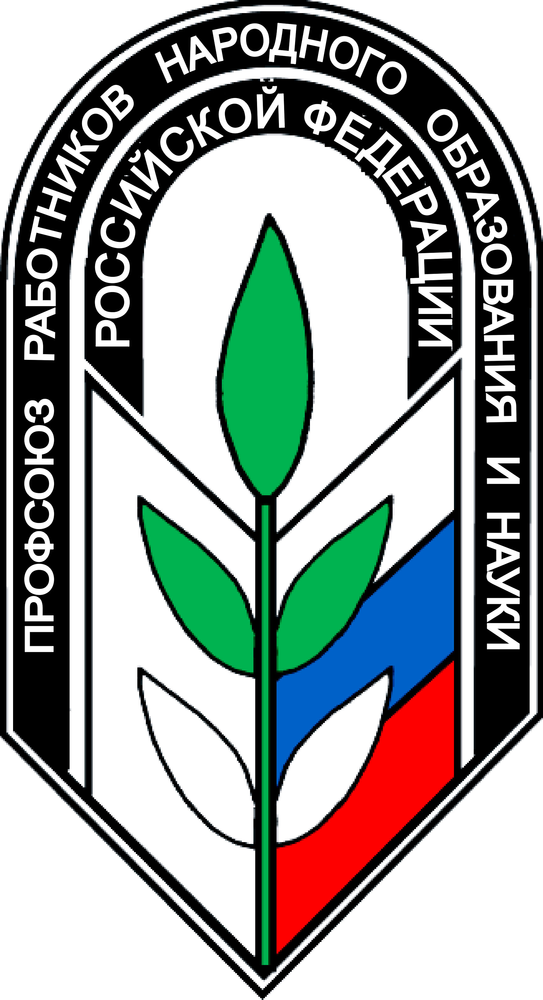 ПРОФСОЮЗ РАБОТНИКОВ НАРОДНОГО ОБРАЗОВАНИЯ И НАУКИ
РОССИЙСКОЙ ФЕДЕРАЦИИ